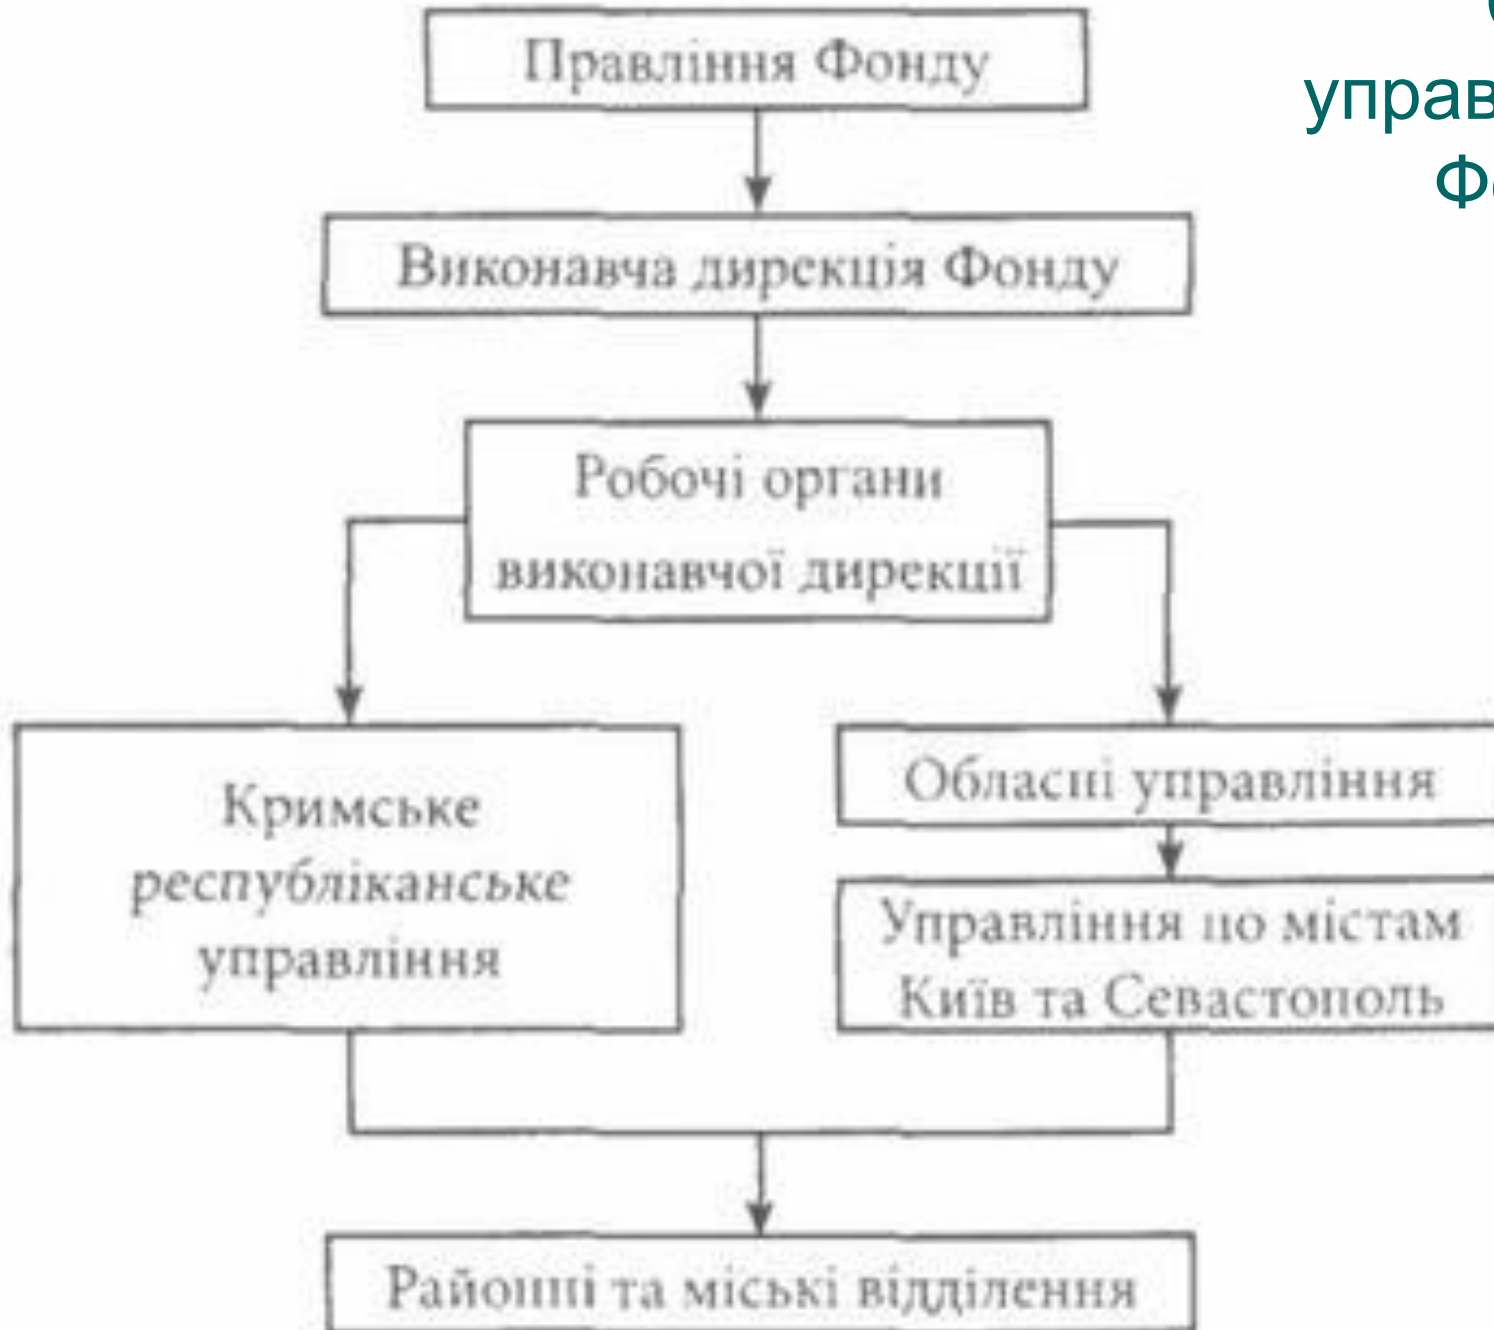 управ
Фо
Правління Фонду
Виконавча дирекція Фонду
Робочі органи
виконавчої дирекції
Кримське
республіканське
управління
Обласні управління
Управління по містам
Київ та Севастополь
Районні та міські відділення